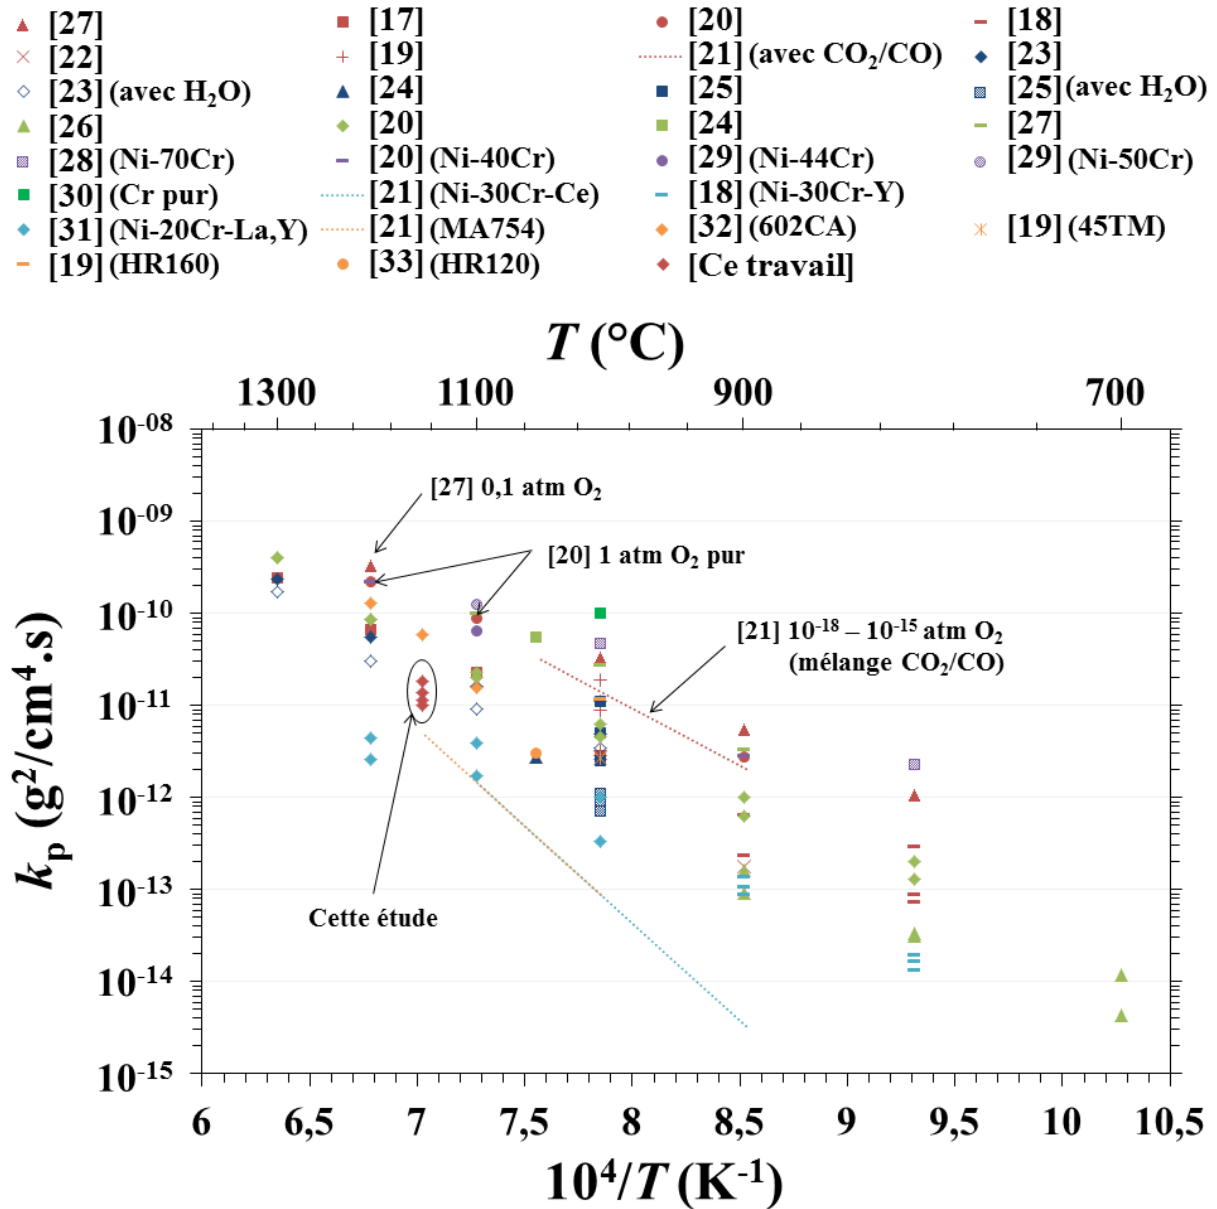 [27] [17] [20] [18]
[22] [19] [21] (avec CO2/CO) [23]
[23] (avec H2O) [24] [25] [25] (avec H2O)
[26] [20] [24] [27]
[28] (Ni-70Cr) [20] (Ni-40Cr) [29] (Ni-44Cr) [29] (Ni-50Cr)
[30] (Cr pur) [21] (Ni-30Cr-Ce) [18] (Ni-30Cr-Y)
[31] (Ni-20Cr-La,Y) [21] (MA754) [32] (602CA) [19] (45TM)
[19] (HR160) [33] (HR120) [Ce travail]
T (°C)
1300 1100 900 700
10-08
[27] 0,1 atm O2
10-09
[20] 1 atm O2 pur
10-10
[21] 10-18 – 10-15 atm O2
(mélange CO2/CO)
10-11
10-12
10-13
Cette étude
10-14
10-15
kp (g2/cm4.s)
6 6,5 7 7,5 8 8,5 9 9,5 10 10,5
104/T (K-1)